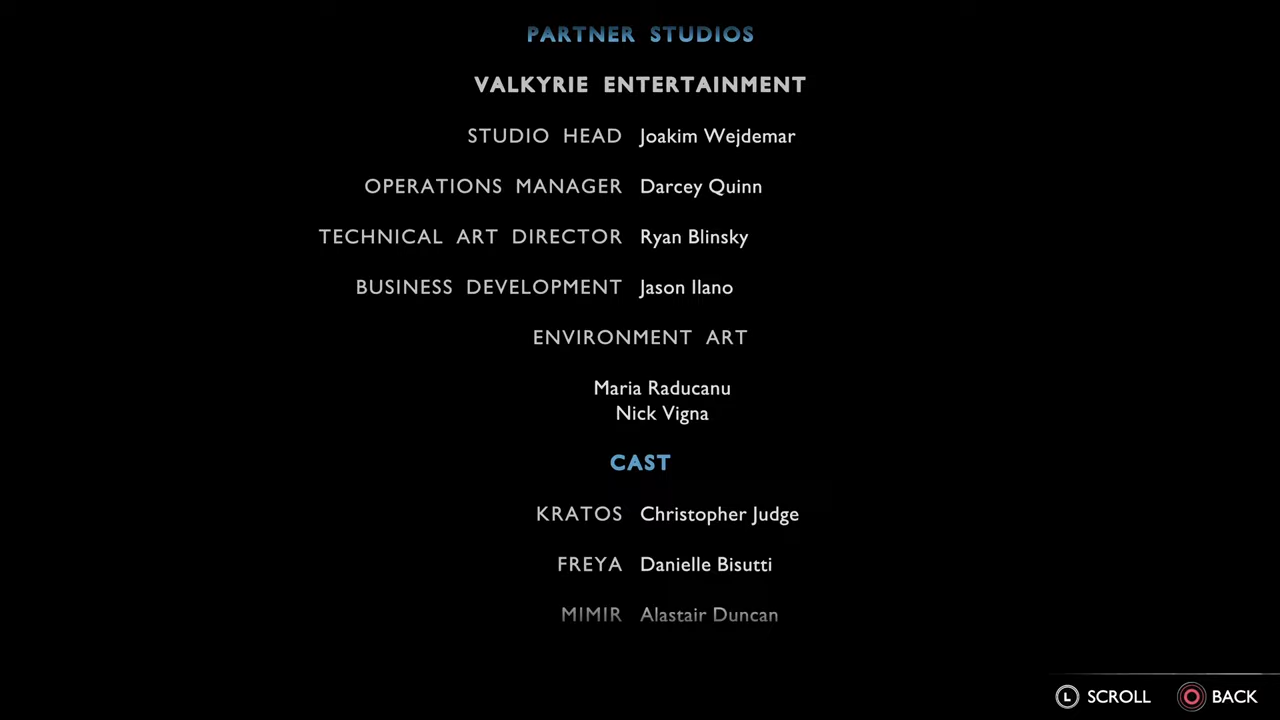 PARTNER STUDIOS
VALKYRIE ENTERTAINMENT
STUDIO HEAD Joakim Wejdemar
OPERATIONS MANAGER Darcey Quinn
TECHNICAL ART DIRECTOR Ryan Blinsky
BUSINESS DEVELOPMENT Jason Ilano
ENVIRONMENT ART
Maria Raducanu
Nick Vigna
CAST
KRATOS Christopher Judge
FREYA Danielle Bisutti
MIMIR Alastair Duncan
L SCROLL BACK